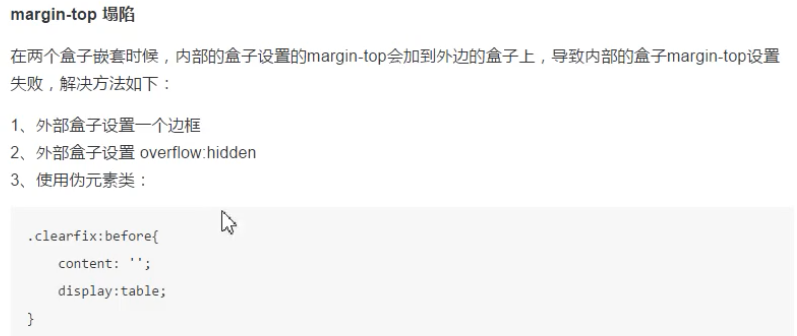 margin-top 塌陷
在两个盒子嵌套时候，内部的盒子设置的margin-top会加到外边的盒子上，导致内部的盒子margin-top设置
失败，解决方法如下：
1、外部盒子设置一个边框
2、外部盒子设置 overflow:hidden
3、使用伪元素类：
.clearfix:before{
    content: '';
    display:table;
}